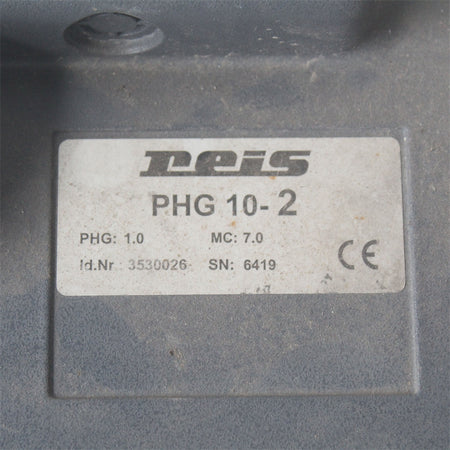 reis
PHG 10-2
PHG: 1.0 MC: 7.0
Id.Nr.: 3530026 SN: 6419
CE